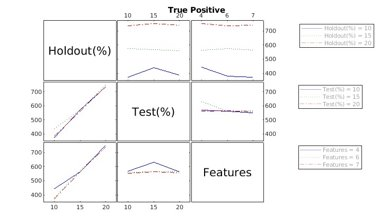 True Positive
10 15 20 4 6 7
Holdout(%)
700
600
500
400
Holdout(%) = 10
Holdout(%) = 15
Holdout(%) = 20
700
600
500
400
Test(%)
700
600
500
400
Test(%) = 10
Test(%) = 15
Test(%) = 20
700
600
500
400
Features
Features = 4
Features = 6
Features = 7
10 15 20 10 15 20